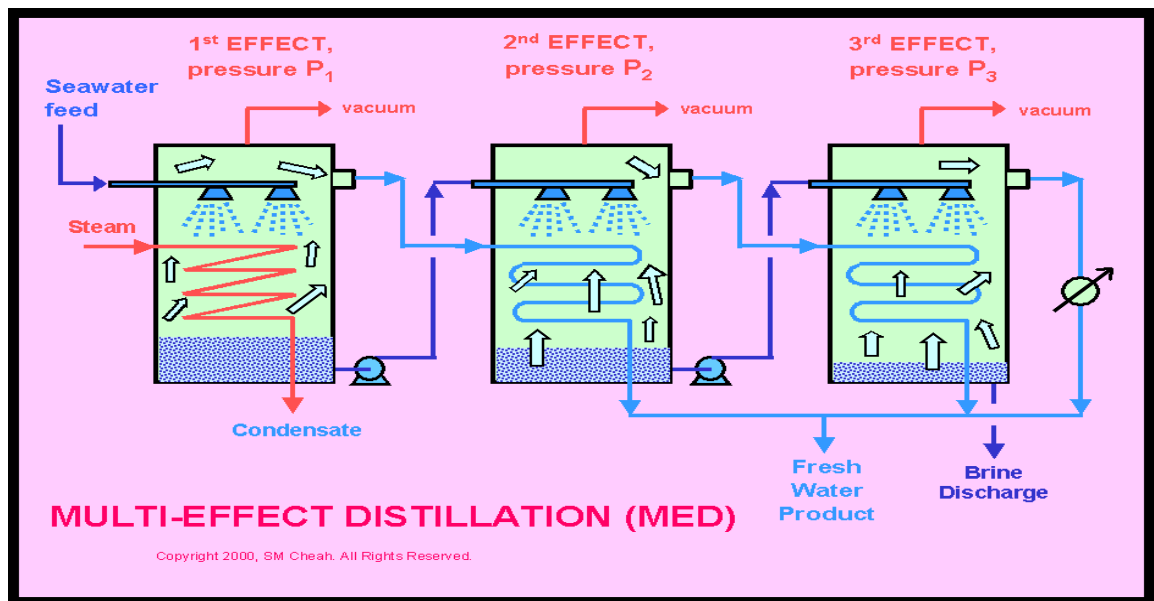 1st EFFECT,
pressure P1
2nd EFFECT,
pressure P2
3rd EFFECT,
pressure P3
Seawater
feed
vacuum
vacuum
vacuum
Steam
Condensate
Fresh
Water
Product
Brine
Discharge
MULTI-EFFECT DISTILLATION (MED)
Copyright 2000, SM Cheah. All Rights Reserved.